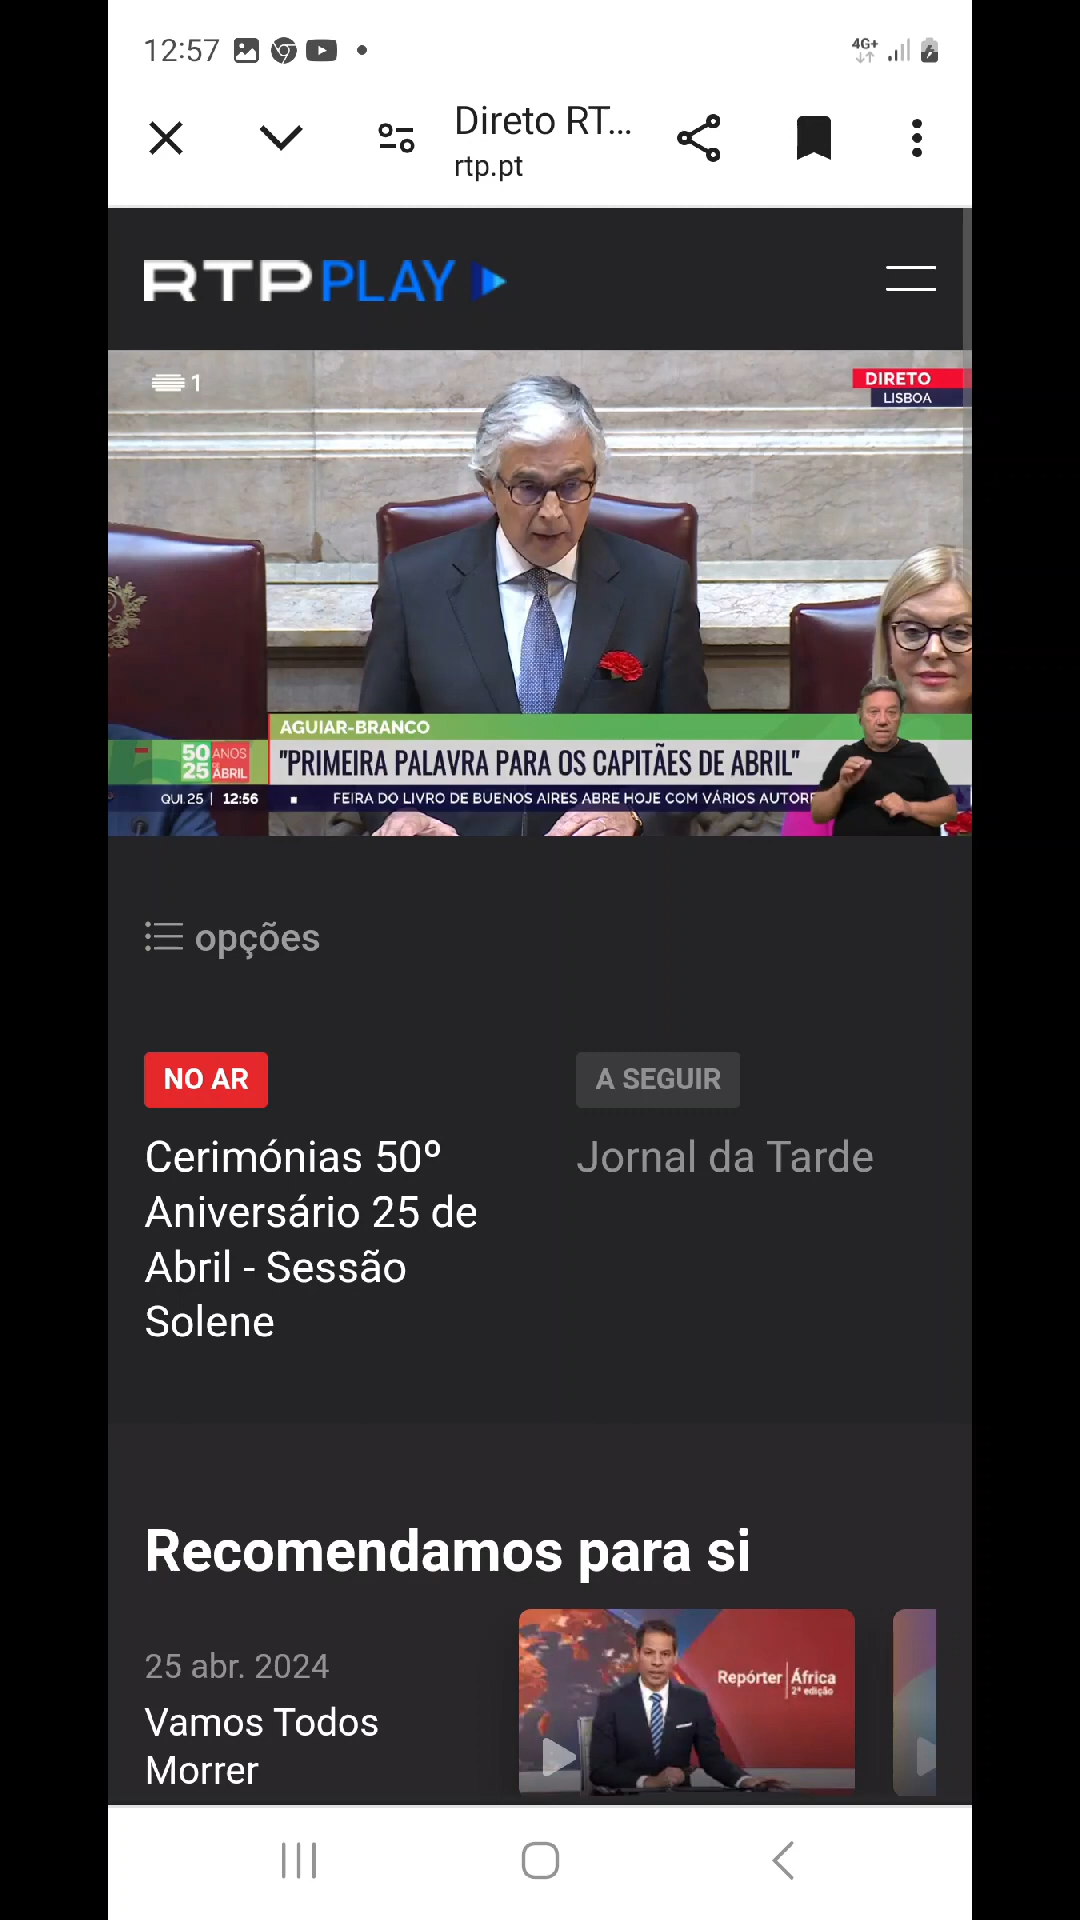 12:57
4G+
Direto RT...
rtp.pt
RTP PLAY
1
DIRETO
LISBOA
AGUIAR-BRANCO
50 ANOS
25 ABRIL
"PRIMEIRA PALAVRA PARA OS CAPITÃES DE ABRIL"
QUI. 25 | 12:56
FEIRA DO LIVRO DE BUENOS AIRES ABRE HOJE COM VÁRIOS
opções
NO AR
Cerimónias 50º
Aniversário 25 de
Abril - Sessão
Solene
A SEGUIR
Jornal da Tarde
Recomendamos para si
25 abr. 2024
Vamos Todos
Morrer
Repórter África
2ª edição